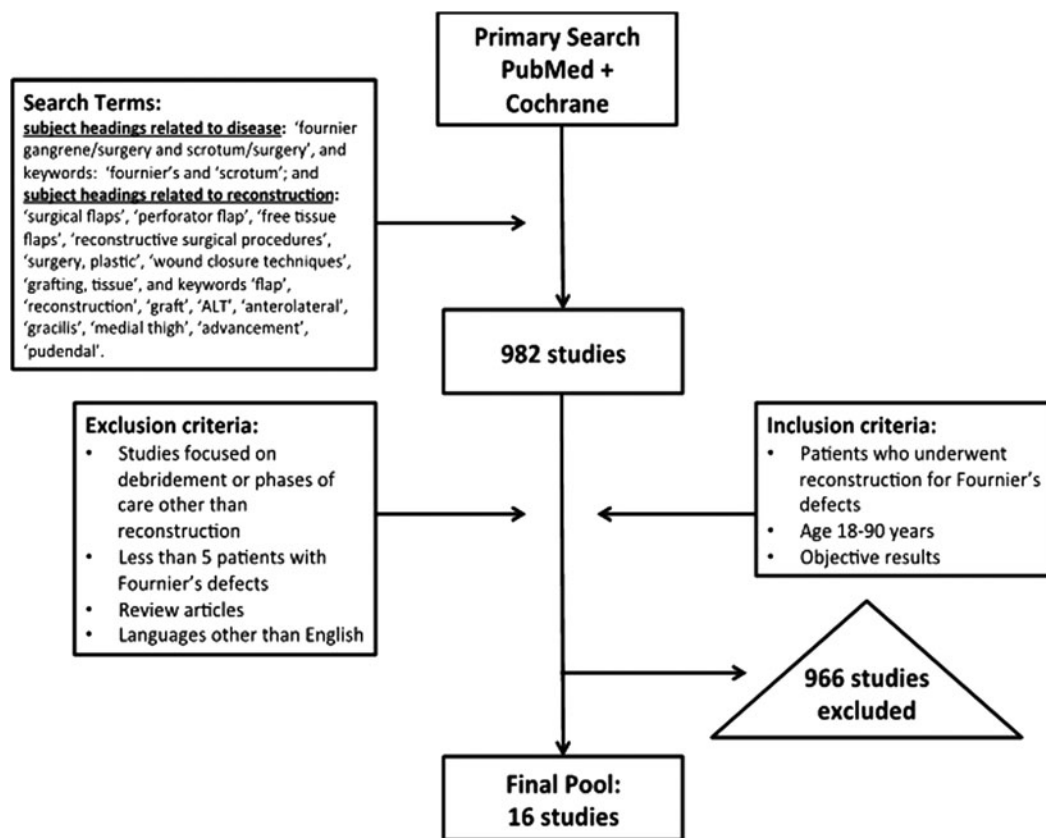 Primary Search
PubMed +
Cochrane
Search Terms:
subject headings related to disease: ‘fournier
gangrene/surgery and scrotum/surgery’, and
keywords: ‘fournier’s and ‘scrotum’; and
subject headings related to reconstruction:
‘surgical flaps’, ‘perforator flap’, ‘free tissue
flaps’, ‘reconstructive surgical procedures’,
‘surgery, plastic’, ‘wound closure techniques’,
‘grafting, tissue’, and keywords ‘flap’,
‘reconstruction’, ‘graft’, ‘ALT’, ‘anterolateral’,
‘gracilis’, ‘medial thigh’, ‘advancement’,
‘pudendal’.
982 studies
Exclusion criteria:
• Studies focused on
debridement or phases of
care other than
reconstruction
• Less than 5 patients with
Fournier’s defects
• Review articles
• Languages other than English
Inclusion criteria:
• Patients who underwent
reconstruction for Fournier’s
defects
• Age 18-90 years
• Objective results
966 studies
excluded
Final Pool:
16 studies